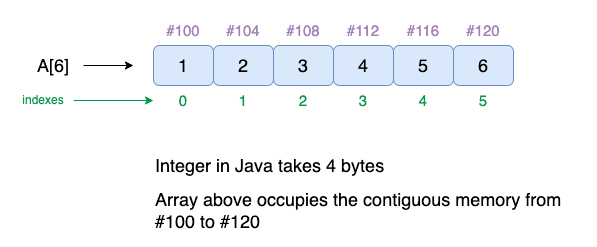 #100 #104 #108 #112 #116 #120
A[6] 1 2 3 4 5 6
indexes 0 1 2 3 4 5
Integer in Java takes 4 bytes
Array above occupies the contiguous memory from
#100 to #120